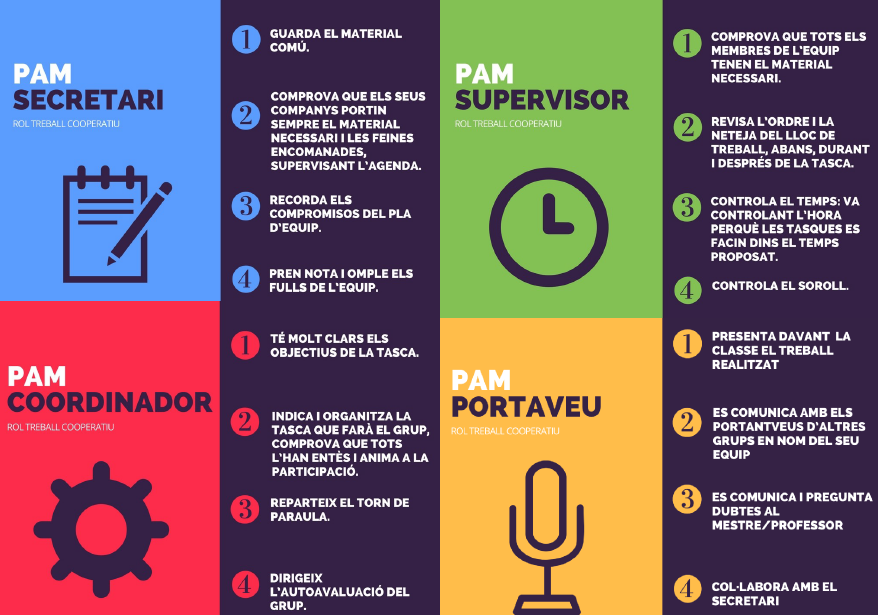 PAM
SECRETARI
ROL TREBALL COOPERATIU
1
GUARDA EL MATERIAL
COMÚ.
2
COMPROVA QUE ELS SEUS
COMPANYS PORTIN
SEMPRE EL MATERIAL
NECESSARI I LES FEINES
ENCOMANADES,
SUPERVISANT L'AGENDA.
3
RECORDA ELS
COMPROMISOS DEL PLA
D'EQUIP.
4
PREN NOTA I OMPLE ELS
FULLS DE L'EQUIP.
PAM
SUPERVISOR
ROL TREBALL COOPERATIU
1
COMPROVA QUE TOTS ELS
MEMBRES DE L'EQUIP
TENEN EL MATERIAL
NECESSARI.
2
REVISA L'ORDRE I LA
NETEJA DEL LLOC DE
TREBALL, ABANS, DURANT
I DESPRÉS DE LA TASCA.
3
CONTROLA EL TEMPS: VA
CONTROLANT L'HORA
PERQUÈ LES TASQUES ES
FACIN DINS EL TEMPS
PROPOSAT.
4
CONTROLA EL SOROLL.
PAM
COORDINADOR
ROL TREBALL COOPERATIU
1
TÉ MOLT CLARS ELS
OBJECTIUS DE LA TASCA.
2
INDICA I ORGANITZA LA
TASCA QUE FARÀ EL GRUP,
COMPROVA QUE TOTS
L'HAN ENTÈS I ANIMA A LA
PARTICIPACIÓ.
3
REPARTEIX EL TORN DE
PARAULA.
4
DIRIGEIX
L'AUTOAVALUACIÓ DEL
GRUP.
PAM
PORTAVEU
ROL TREBALL COOPERATIU
1
PRESENTA DAVANT LA
CLASSE EL TREBALL
REALITZAT
2
ES COMUNICA AMB ELS
PORTANTVEUS D'ALTRES
GRUPS EN NOM DEL SEU
EQUIP
3
ES COMUNICA I PREGUNTA
DUBTES AL
MESTRE/PROFESSOR
4
COL·LABORA AMB EL
SECRETARI